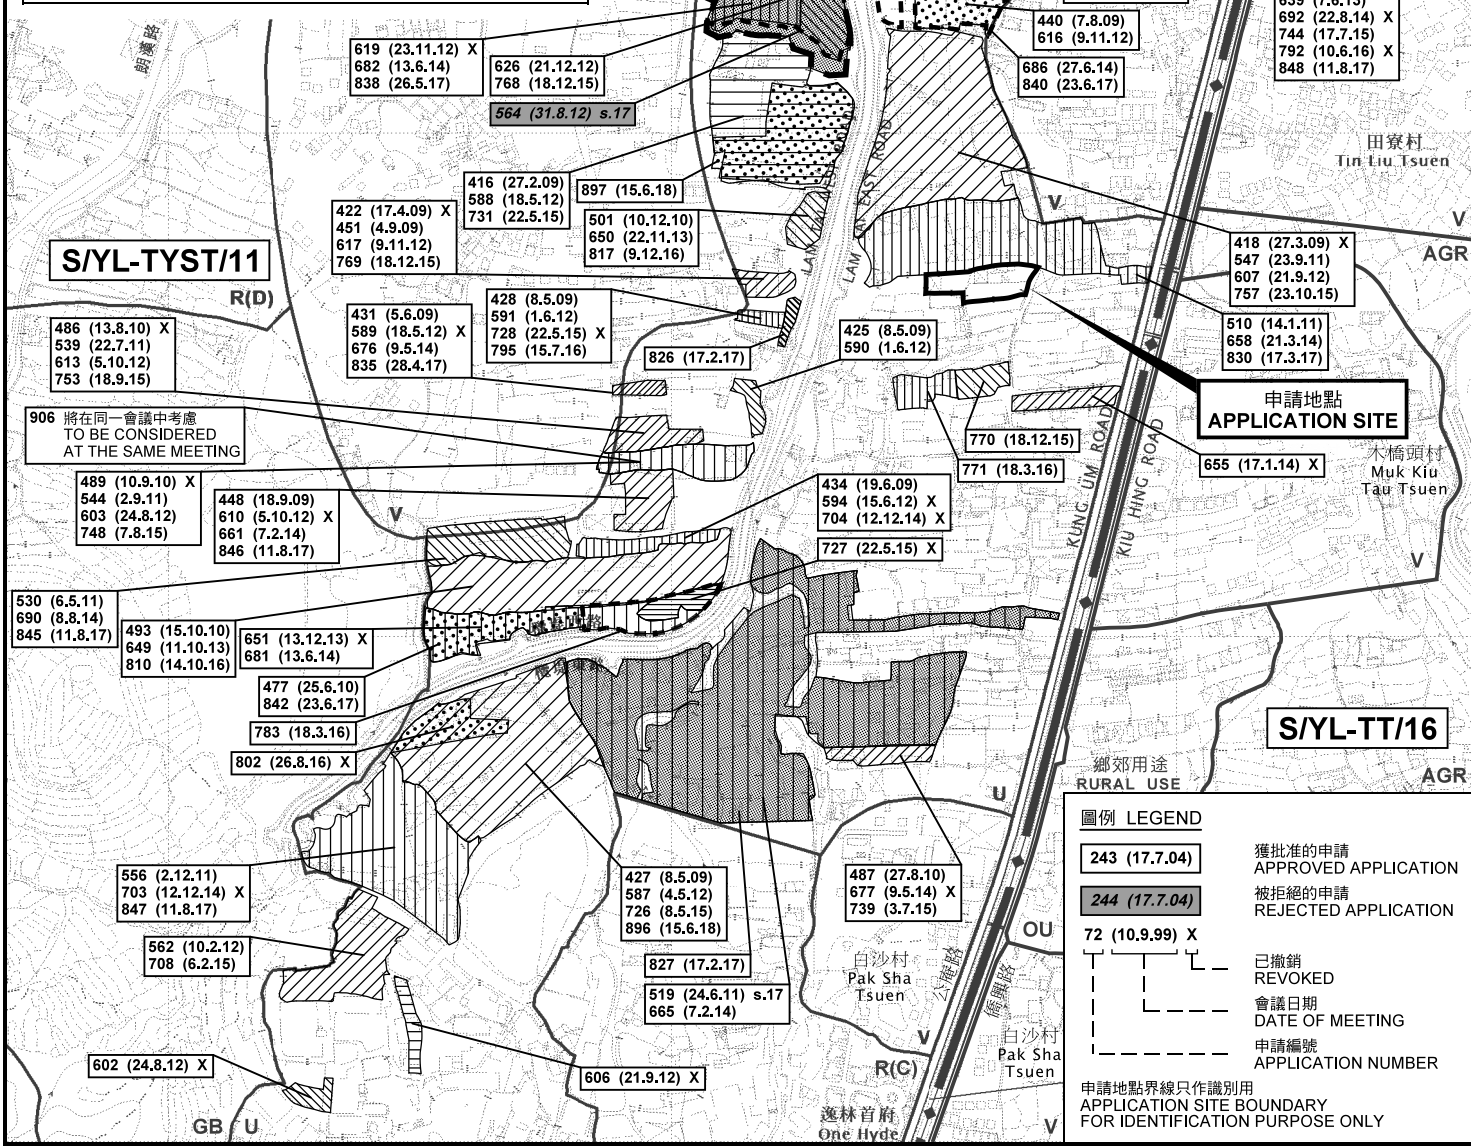 朗漢路
619 (23.11.12) X
682 (13.6.14)
838 (26.5.17)
626 (21.12.12)
768 (18.12.15)
564 (31.8.12) s.17
440 (7.8.09)
616 (9.11.12)
686 (27.6.14)
840 (23.6.17)
692 (22.8.14) X
744 (17.7.15)
792 (10.6.16) X
848 (11.8.17)
田寮村
Tin Liu Tsuen
416 (27.2.09)
588 (18.5.12)
731 (22.5.15)
897 (15.6.18)
422 (17.4.09) X
451 (4.9.09)
617 (9.11.12)
769 (18.12.15)
501 (10.12.10)
650 (22.11.13)
817 (9.12.16)
LAM TAI WEST ROAD
LAM TAI EAST ROAD
V
V
AGR
418 (27.3.09) X
547 (23.9.11)
607 (21.9.12)
757 (23.10.15)
S/YL-TYST/11
R(D)
486 (13.8.10) X
539 (22.7.11)
613 (5.10.12)
753 (18.9.15)
431 (5.6.09)
589 (18.5.12) X
676 (9.5.14)
835 (28.4.17)
428 (8.5.09)
591 (1.6.12)
728 (22.5.15) X
795 (15.7.16)
826 (17.2.17)
425 (8.5.09)
590 (1.6.12)
510 (14.1.11)
658 (21.3.14)
830 (17.3.17)
申請地點
APPLICATION SITE
906 將在同一會議中考慮
TO BE CONSIDERED
AT THE SAME MEETING
770 (18.12.15)
771 (18.3.16)
655 (17.1.14) X
木橋頭村
Muk Kiu
Tau Tsuen
KUNG UM ROAD
KIU HING ROAD
489 (10.9.10) X
544 (2.9.11)
603 (24.8.12)
748 (7.8.15)
448 (18.9.09)
610 (5.10.12) X
661 (7.2.14)
846 (11.8.17)
V
434 (19.6.09)
594 (15.6.12) X
704 (12.12.14) X
727 (22.5.15) X
V
530 (6.5.11)
690 (8.8.14)
845 (11.8.17)
493 (15.10.10)
649 (11.10.13)
810 (14.10.16)
651 (13.12.13) X
681 (13.6.14)
477 (25.6.10)
842 (23.6.17)
783 (18.3.16)
802 (26.8.16) X
S/YL-TT/16
鄉郊用途
RURAL USE
AGR
U
556 (2.12.11)
703 (12.12.14) X
847 (11.8.17)
427 (8.5.09)
587 (4.5.12)
726 (8.5.15)
896 (15.6.18)
487 (27.8.10)
677 (9.5.14) X
739 (3.7.15)
562 (10.2.12)
708 (6.2.15)
827 (17.2.17)
519 (24.6.11) s.17
665 (7.2.14)
白沙村
Pak Sha
Tsuen
公庵路
僑興路
OU
白沙村
Pak Sha
Tsuen
V
R(C)
602 (24.8.12) X
606 (21.9.12) X
GB
U
逸林首府
One Hyde
V
圖例 LEGEND
243 (17.7.04)
獲批准的申請
APPROVED APPLICATION
244 (17.7.04)
被拒絕的申請
REJECTED APPLICATION
72 (10.9.99) X
已撤銷
REVOKED
會議日期
DATE OF MEETING
申請編號
APPLICATION NUMBER
申請地點界線只作識別用
APPLICATION SITE BOUNDARY
FOR IDENTIFICATION PURPOSE ONLY